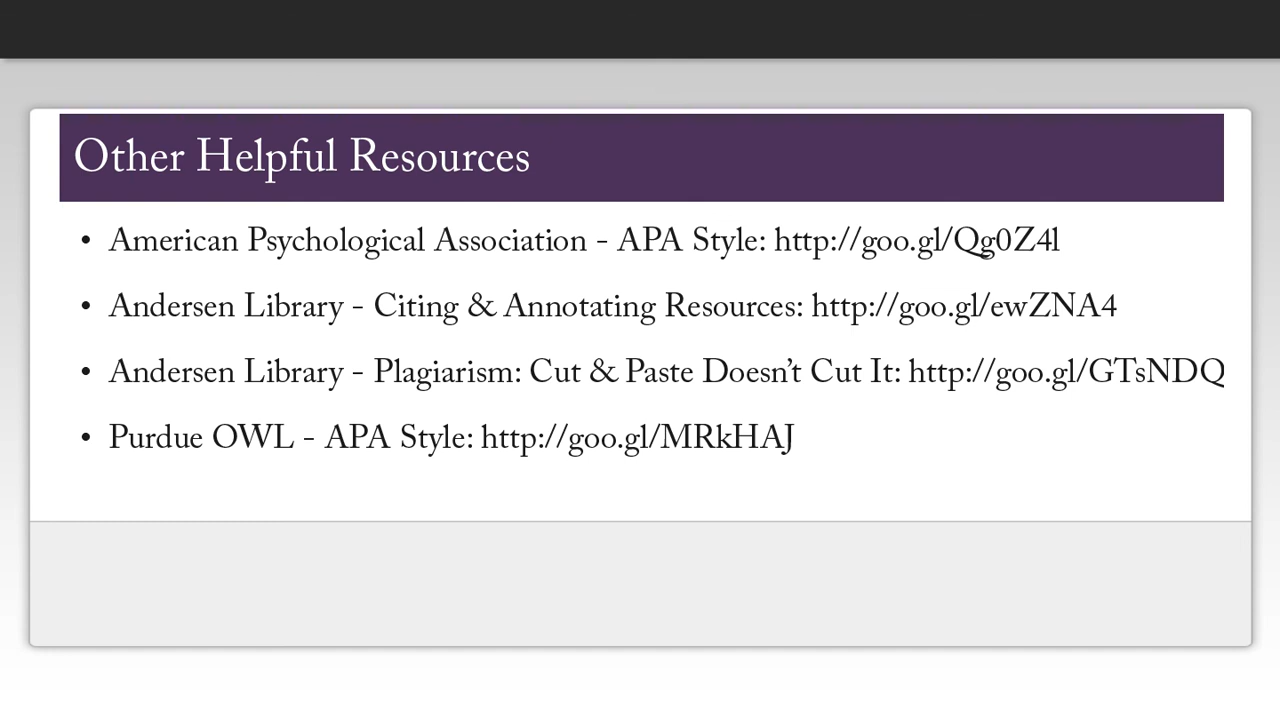 Other Helpful Resources
• American Psychological Association - APA Style: http://goo.gl/Qg0Z4l
• Andersen Library - Citing & Annotating Resources: http://goo.gl/ewZNA4
• Andersen Library - Plagiarism: Cut & Paste Doesn’t Cut It: http://goo.gl/GTsNDQ
• Purdue OWL - APA Style: http://goo.gl/MRkHAJ